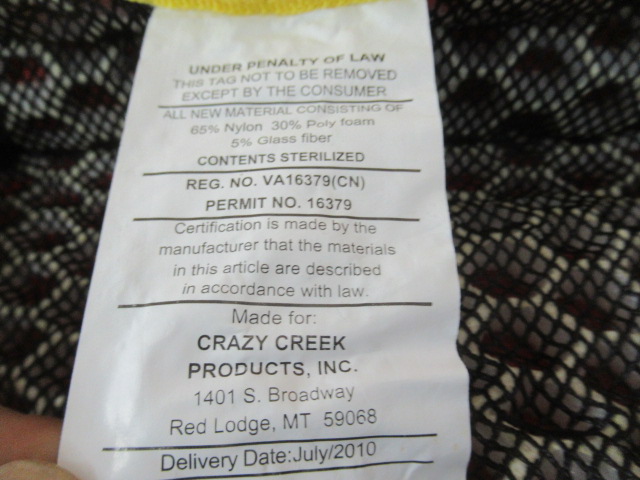 UNDER PENALTY OF LAW
THIS TAG NOT TO BE REMOVED
EXCEPT BY THE CONSUMER
ALL NEW MATERIAL CONSISTING OF
65% Nylon 30% Poly foam
5% Glass fiber
CONTENTS STERILIZED
REG. NO. VA16379(CN)
PERMIT NO. 16379
Certification is made by the
manufacturer that the materials
in this article are described
in accordance with law.
Made for:
CRAZY CREEK
PRODUCTS, INC.
1401 S. Broadway
Red Lodge, MT 59068
Delivery Date:July/2010